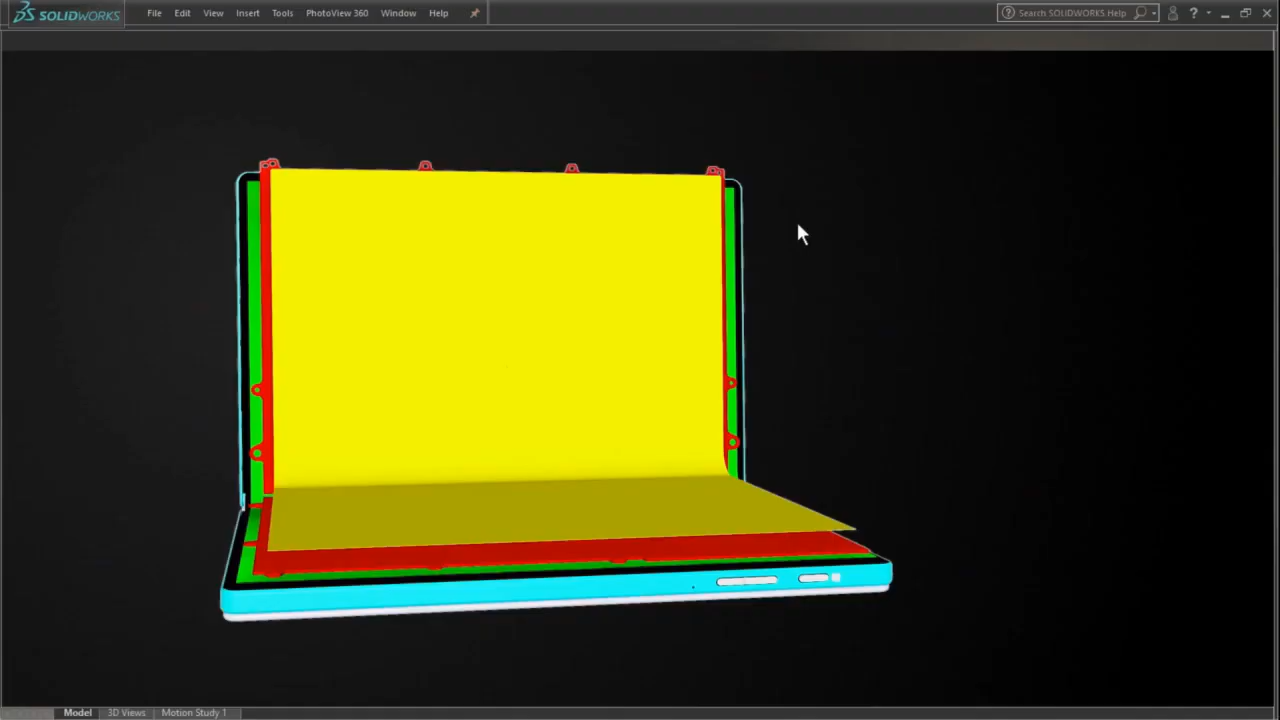 SOLIDWORKS File Edit View Insert Tools PhotoView 360 Window Help Search SOLIDWORKS Help ?
Model 3D Views Motion Study 1